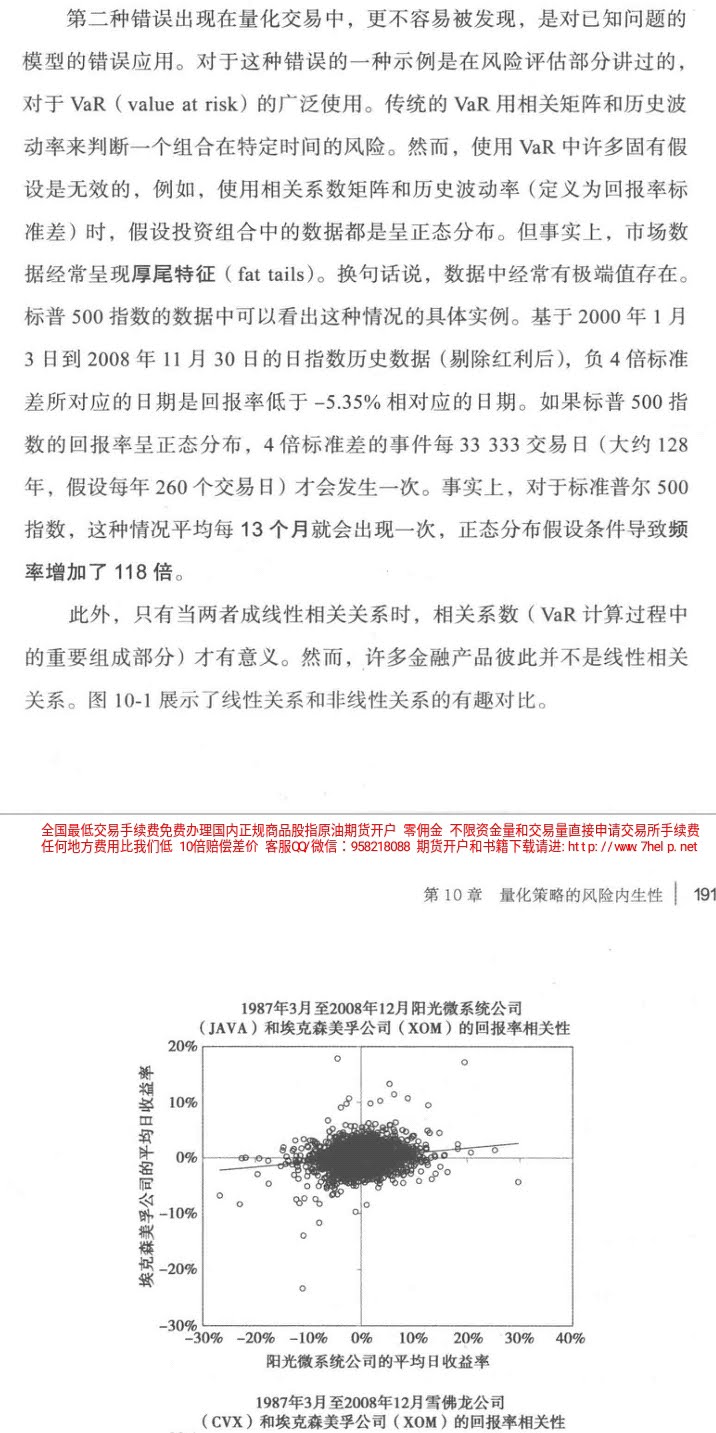 第二种错误出现在量化交易中，更不容易被发现，是对已知问题的
模型的错误应用。对于这种错误的一种示例是在风险评估部分讲过的，
对于 VaR（value at risk）的广泛使用。传统的 VaR 用相关矩阵和历史波
动率来判断一个组合在特定时间的风险。然而，使用 VaR 中许多固有假
设是无效的，例如，使用相关系数矩阵和历史波动率（定义为回报率标
准差）时，假设投资组合中的数据都是呈正态分布。但事实上，市场数
据经常呈现厚尾特征（fat tails）。换句话说，数据中经常有极端值存在。
标普 500 指数的数据中可以看出这种情况的具体实例。基于 2000 年 1 月
3 日到 2008 年 11 月 30 日的日指数历史数据（剔除红利后），负 4 倍标准
差所对应的日期是回报率低于 –5.35% 相对应的日期。如果标普 500 指
数的回报率呈正态分布，4 倍标准差的事件每 33 333 交易日（大约 128
年，假设每年 260 个交易日）才会发生一次。事实上，对于标准普尔 500
指数，这种情况平均每 13 个月就会出现一次，正态分布假设条件导致频
率增加了 118 倍。
此外，只有当两者成线性相关关系时，相关系数（VaR 计算过程中
的重要组成部分）才有意义。然而，许多金融产品彼此并不是线性相关
关系。图 10-1 展示了线性关系和非线性关系的有趣对比。
全国最低交易手续费免费办理国内正规商品股指原油期货开户 零佣金 不限资金量和交易量直接申请交易所手续费
任何地方费用比我们低 10倍赔偿差价 客服QQ/微信：958218088 期货开户和书籍下载请进: http://www.7help.net
第 10 章 量化策略的风险内生性 191
1987年3月至2008年12月阳光微系统公司
（JAVA）和埃克森美孚公司（XOM）的回报率相关性
埃克森美孚公司的平均日收益率
20%
10%
0%
–10%
–20%
–30%
–30% –20% –10% 0% 10% 20% 30% 40%
阳光微系统公司的平均日收益率
1987年3月至2008年12月雪佛龙公司
（CVX）和埃克森美孚公司（XOM）的回报率相关性